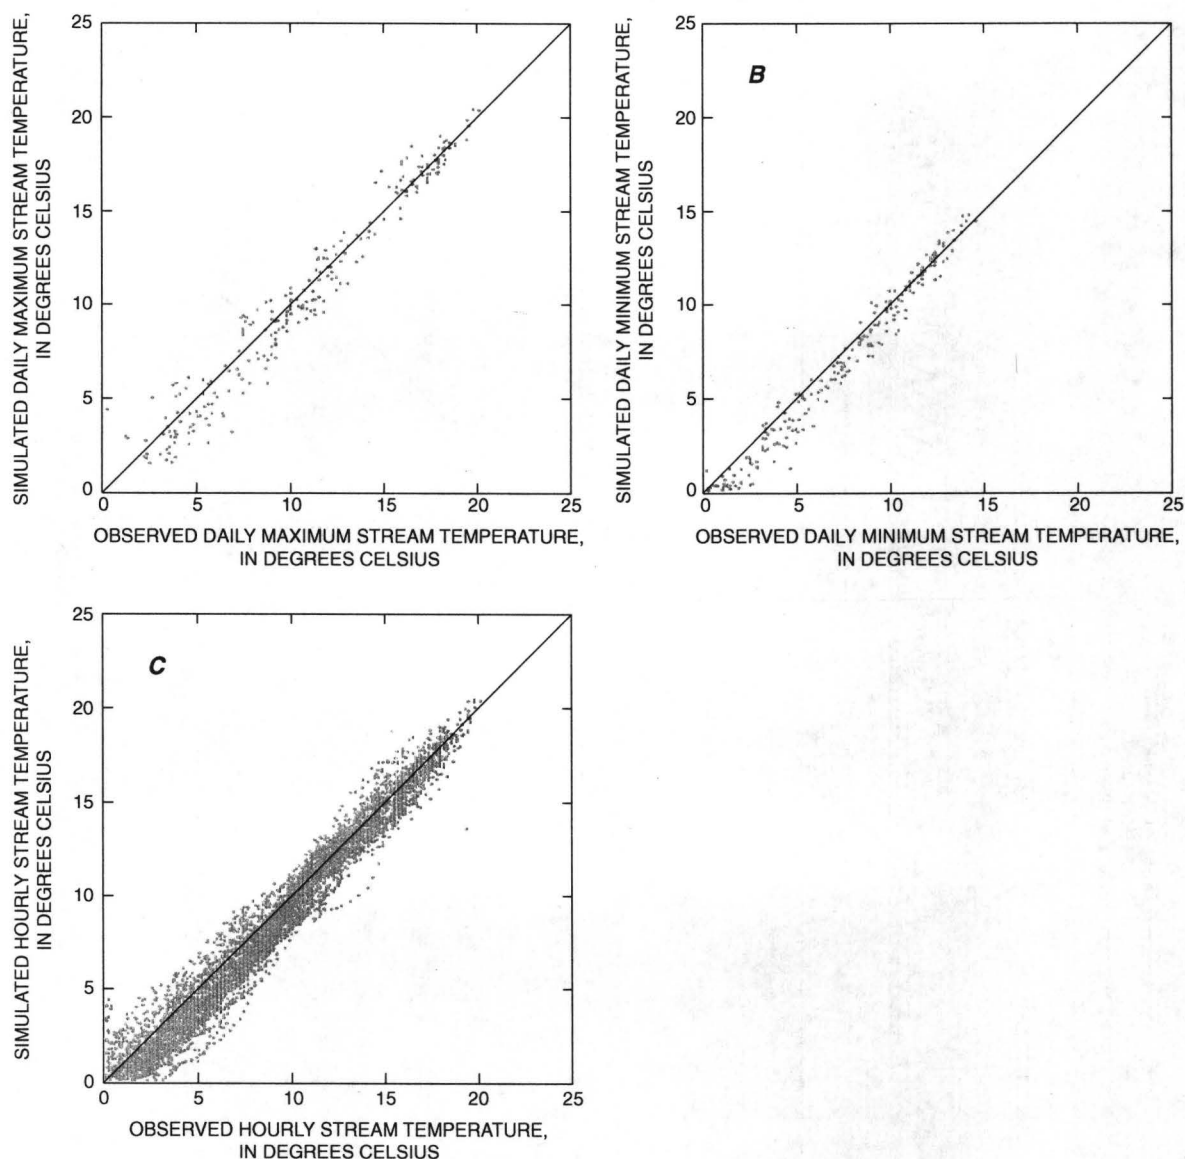 SIMULATED DAILY MAXIMUM STREAM TEMPERATURE,
IN DEGREES CELSIUS
25
20
15
10
5
0
0 5 10 15 20 25
OBSERVED DAILY MAXIMUM STREAM TEMPERATURE,
IN DEGREES CELSIUS
SIMULATED DAILY MINIMUM STREAM TEMPERATURE,
IN DEGREES CELSIUS
B
25
20
15
10
5
0
0 5 10 15 20 25
OBSERVED DAILY MINIMUM STREAM TEMPERATURE,
IN DEGREES CELSIUS
SIMULATED HOURLY STREAM TEMPERATURE,
IN DEGREES CELSIUS
C
25
20
15
10
5
0
0 5 10 15 20 25
OBSERVED HOURLY STREAM TEMPERATURE,
IN DEGREES CELSIUS